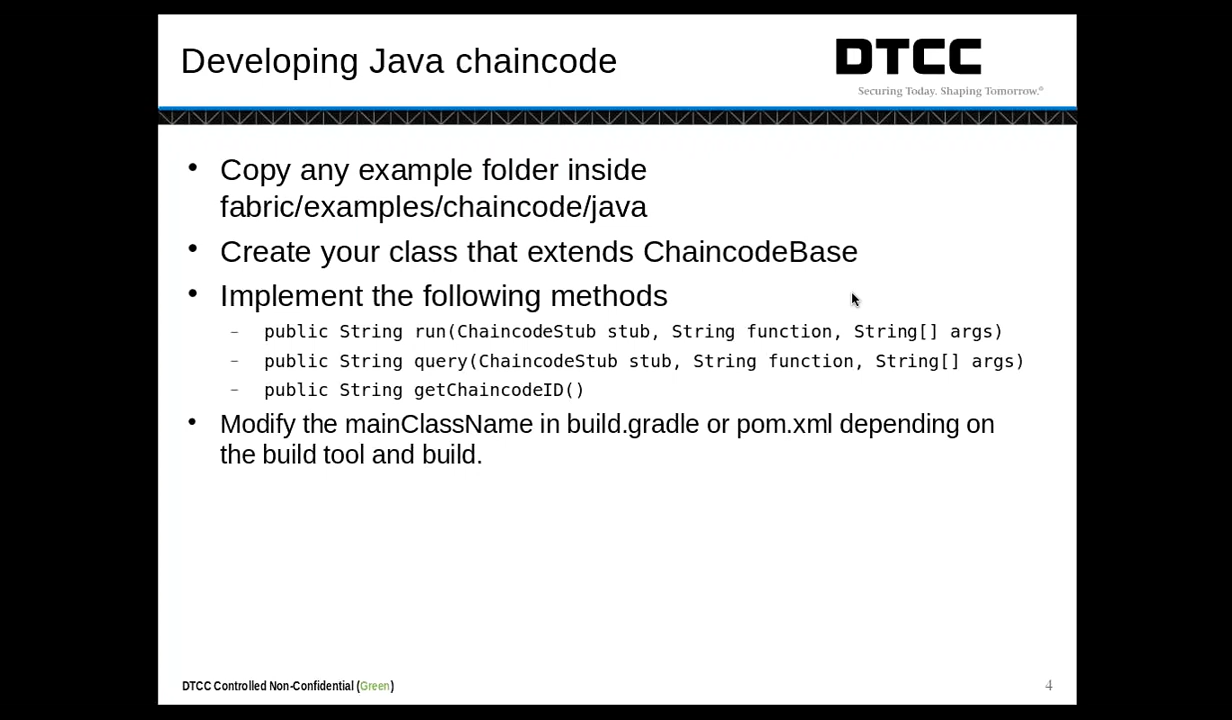 Developing Java chaincode
DTCC
Securing Today. Shaping Tomorrow.®
• Copy any example folder inside
fabric/examples/chaincode/java
• Create your class that extends ChaincodeBase
• Implement the following methods
– public String run(ChaincodeStub stub, String function, String[] args)
– public String query(ChaincodeStub stub, String function, String[] args)
– public String getChaincodeID()
• Modify the mainClassName in build.gradle or pom.xml depending on
the build tool and build.
DTCC Controlled Non-Confidential (Green)
4